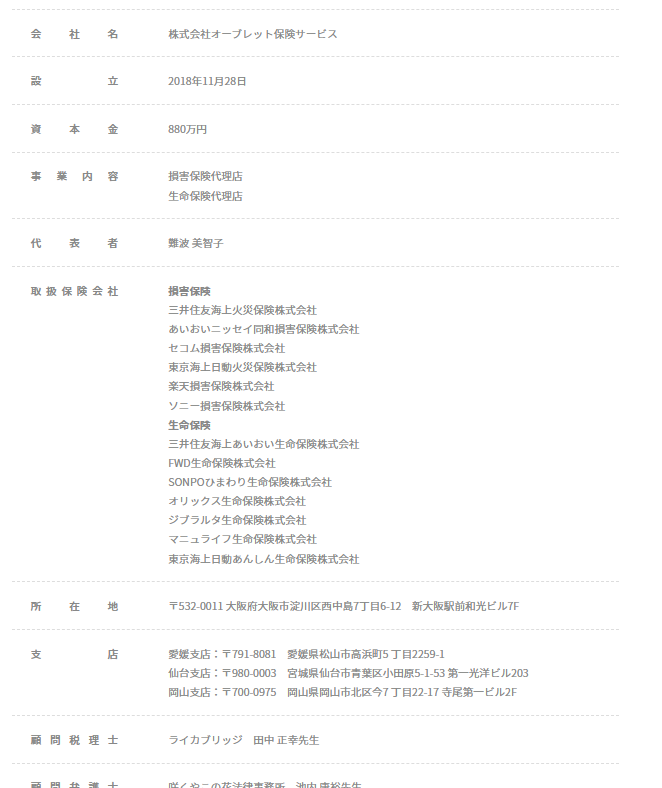 会社名 株式会社オーブレット保険サービス
設立 2018年11月28日
資本金 880万円
事業内容 損害保険代理店
生命保険代理店
代表者 難波 美智子
取扱保険会社 損害保険
三井住友海上火災保険株式会社
あいおいニッセイ同和損害保険株式会社
セコム損害保険株式会社
東京海上日動火災保険株式会社
楽天損害保険株式会社
ソニー損害保険株式会社
生命保険
三井住友海上あいおい生命保険株式会社
FWD生命保険株式会社
SONPOひまわり生命保険株式会社
オリックス生命保険株式会社
ジブラルタ生命保険株式会社
マニュライフ生命保険株式会社
東京海上日動あんしん生命保険株式会社
所在地 〒532-0011 大阪府大阪市淀川区西中島7丁目6-12 新大阪駅前和光ビル7F
支店 愛媛支店：〒791-8081 愛媛県松山市高浜町5丁目2259-1
仙台支店：〒980-0003 宮城県仙台市青葉区小田原5-1-53 第一光洋ビル203
岡山支店：〒700-0975 岡山県岡山市北区今7丁目22-17 寺尾第一ビル2F
顧問税理士 ライカブリッジ 田中 正幸先生
顧問弁護士 咲くやこの花法律事務所 池内 康裕先生